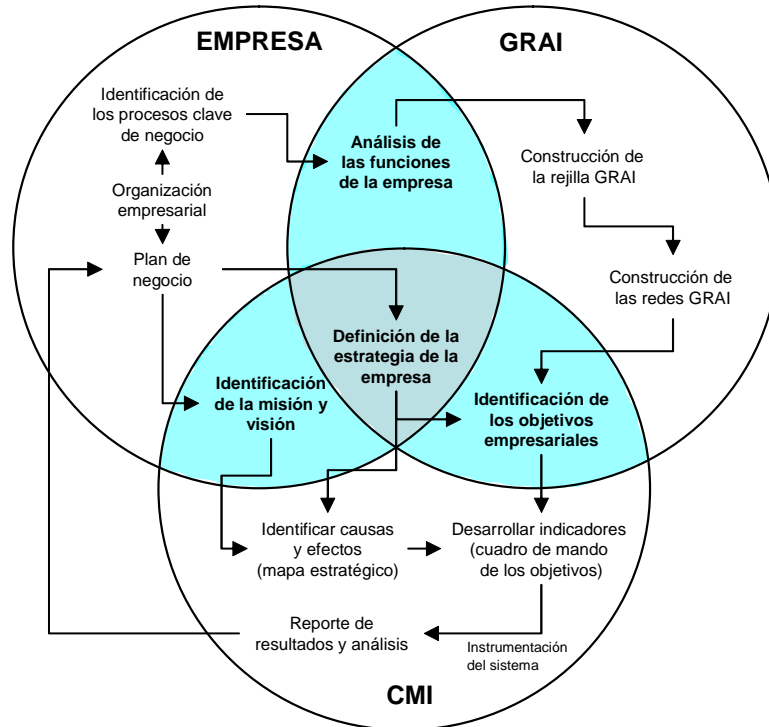 EMPRESA
GRAI
Identificación de
los procesos clave
de negocio
Análisis de
las funciones
de la empresa
Construcción de
la rejilla GRAI
Organización
empresarial
Plan de
negocio
Construcción de
las redes GRAI
Definición de la
estrategia de la
empresa
Identificación
de la misión y
visión
Identificación de
los objetivos
empresariales
Identificar causas
y efectos
(mapa estratégico)
Desarrollar indicadores
(cuadro de mando
de los objetivos)
Reporte de
resultados y análisis
Instrumentación
del sistema
CMI